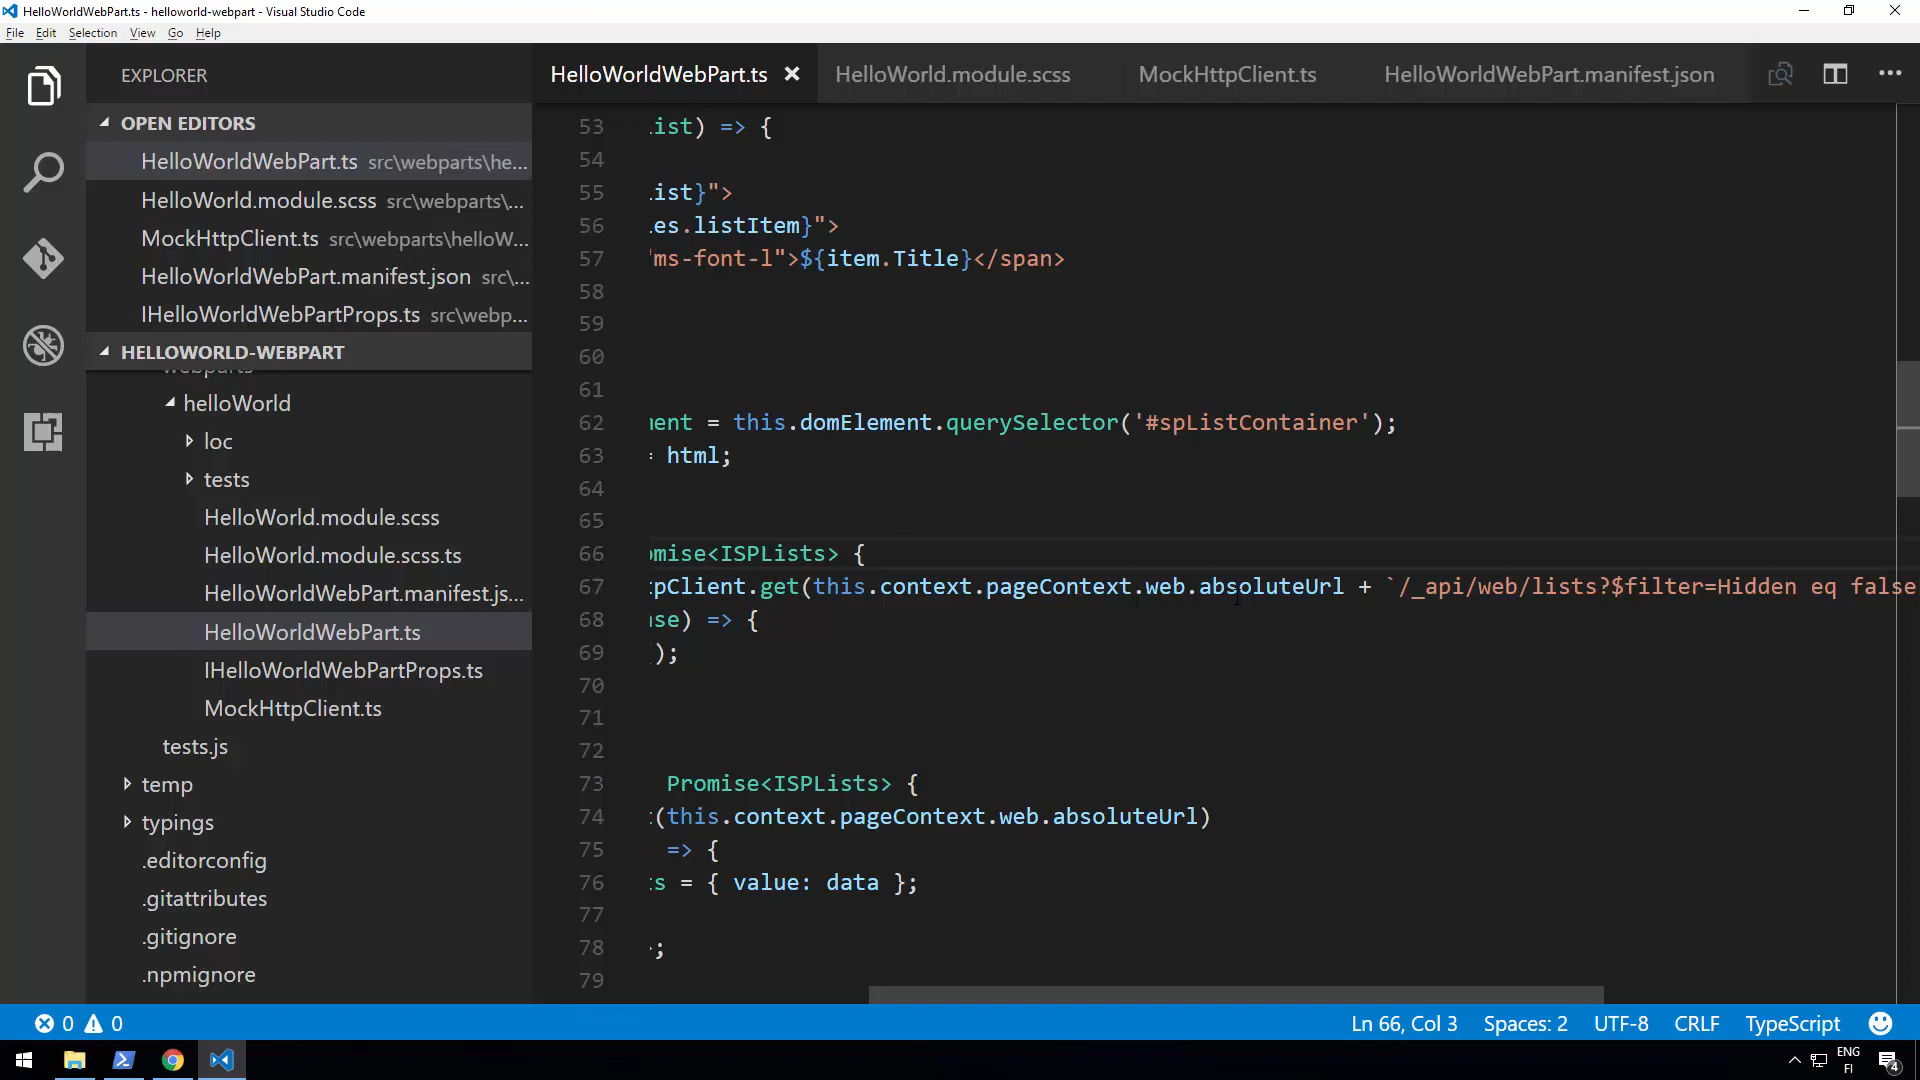 HelloWorldWebPart.ts - helloworld-webpart - Visual Studio Code
File Edit Selection View Go Help
EXPLORER
OPEN EDITORS
HelloWorldWebPart.ts src\webparts\he...
HelloWorld.module.scss src\webparts\...
MockHttpClient.ts src\webparts\helloW...
HelloWorldWebPart.manifest.json src\...
IHelloWorldWebPartProps.ts src\webp...
HELLOWORLD-WEBPART
webparts
helloWorld
loc
tests
HelloWorld.module.scss
HelloWorld.module.scss.ts
HelloWorldWebPart.manifest.js...
HelloWorldWebPart.ts
IHelloWorldWebPartProps.ts
MockHttpClient.ts
tests.js
temp
typings
.editorconfig
.gitattributes
.gitignore
.npmignore
HelloWorldWebPart.ts HelloWorld.module.scss MockHttpClient.ts HelloWorldWebPart.manifest.json
53 ist) => {
54
55 ist}">
56 es.listItem}">
57 "ms-font-l">${item.Title}</span>
58
59
60
61
62 ment = this.domElement.querySelector('#spListContainer');
63 = html;
64
65
66 omise<ISPLists> {
67 pClient.get(this.context.pageContext.web.absoluteUrl + `/_api/web/lists?$filter=Hidden eq false
68 nse) => {
69 );
70
71
72
73 Promise<ISPLists> {
74 (this.context.pageContext.web.absoluteUrl)
75 => {
76 ts = { value: data };
77
78 ;
79
0 0
Ln 66, Col 3 Spaces: 2 UTF-8 CRLF TypeScript
ENG
FI
4